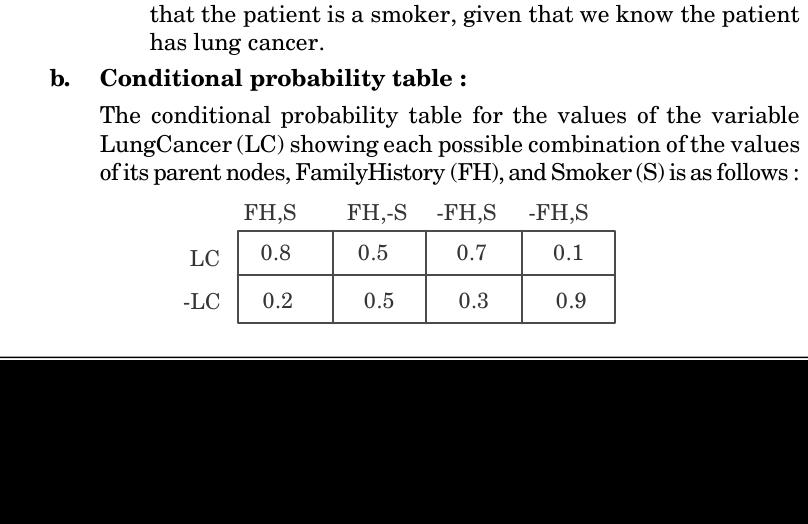 that the patient is a smoker, given that we know the patient
has lung cancer.
b. Conditional probability table :
The conditional probability table for the values of the variable
LungCancer (LC) showing each possible combination of the values
of its parent nodes, FamilyHistory (FH), and Smoker (S) is as follows :
FH,S FH,-S -FH,S -FH,S
LC 0.8 0.5 0.7 0.1
-LC 0.2 0.5 0.3 0.9